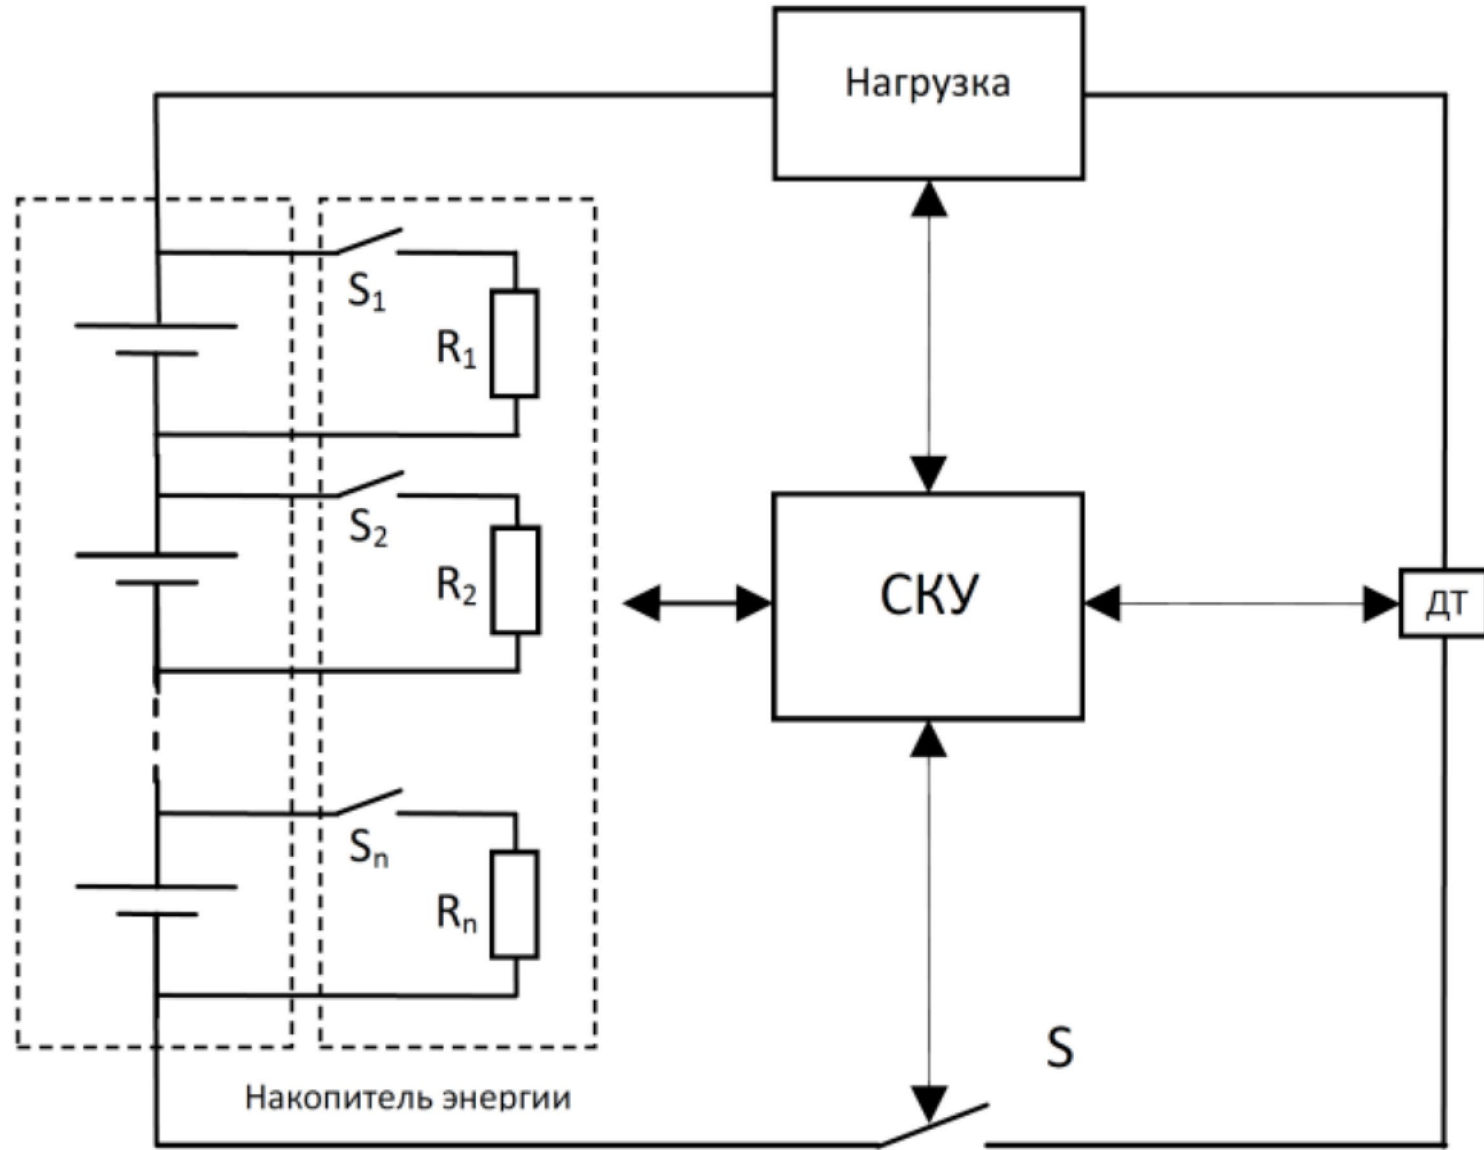 Нагрузка
S₁
R₁
S₂
R₂
СКУ
ДТ
Sₙ
Rₙ
S
Накопитель энергии